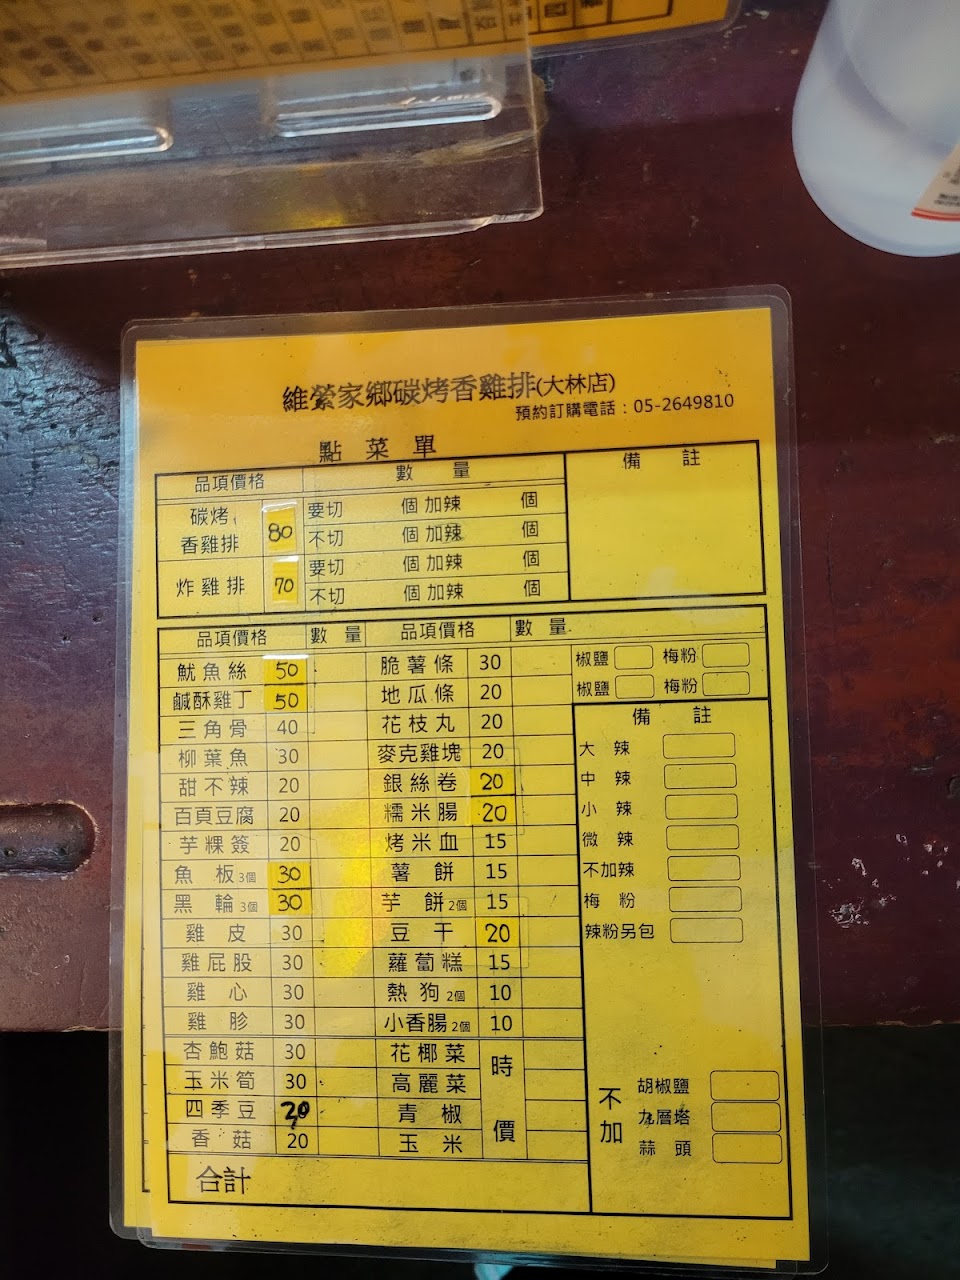 維縈家鄉碳烤香雞排(大林店)
預約訂購電話：05-2649810
點菜單
品項價格 數量 備註
碳烤香雞排 80 要切 個 加辣 個
不切 個 加辣 個
炸雞排 70 要切 個 加辣 個
不切 個 加辣 個
品項價格 數量 品項價格 數量
魷魚絲 50 脆薯條 30 椒鹽 梅粉
鹹酥雞丁 50 地瓜條 20 椒鹽 梅粉
三角骨 40 花枝丸 20 備註
柳葉魚 30 麥克雞塊 20 大辣
甜不辣 20 銀絲卷 20 中辣
百頁豆腐 20 糯米腸 20 小辣
芋粿簽 20 烤米血 15 微辣
魚板3個 30 薯餅 15 不加辣
黑輪3個 30 芋餅2個 15 梅粉
雞皮 30 豆干 20 辣粉另包
雞屁股 30 蘿蔔糕 15
雞心 30 熱狗2個 10
雞胗 30 小香腸2個 10
杏鮑菇 30 花椰菜 時價
玉米筍 30 高麗菜 不加 胡椒鹽
四季豆 青椒 九層塔
香菇 20 玉米 蒜頭
合計